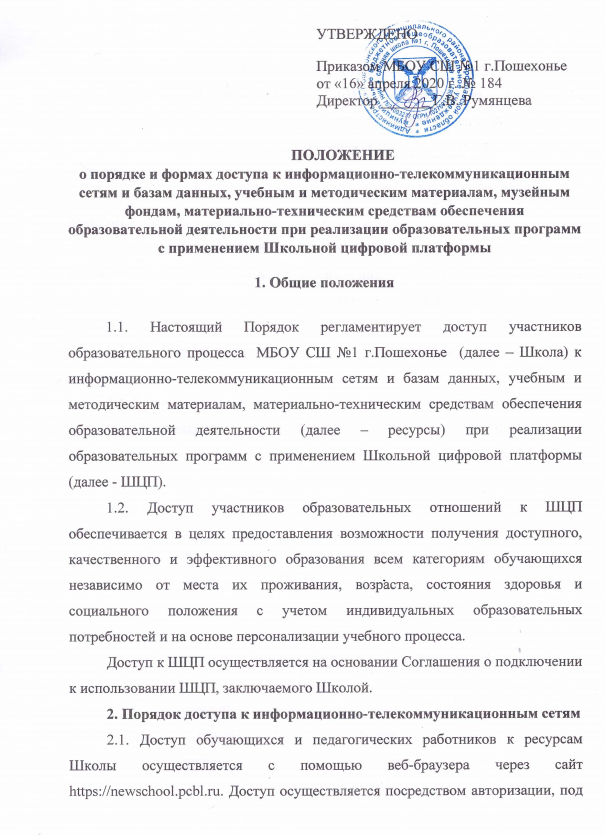 УТВЕРЖДЕНО
Приказом МБОУ СШ №1 г.Пошехонье
от «16» апреля 2020 г. № 184
Директор Т.В. Румянцева
ПОЛОЖЕНИЕ
о порядке и формах доступа к информационно-телекоммуникационным
сетям и базам данных, учебным и методическим материалам, музейным
фондам, материально-техническим средствам обеспечения
образовательной деятельности при реализации образовательных программ
с применением Школьной цифровой платформы
1. Общие положения
1.1. Настоящий Порядок регламентирует доступ участников
образовательного процесса МБОУ СШ №1 г.Пошехонье (далее – Школа) к
информационно-телекоммуникационным сетям и базам данных, учебным и
методическим материалам, материально-техническим средствам обеспечения
образовательной деятельности (далее – ресурсы) при реализации
образовательных программ с применением Школьной цифровой платформы
(далее - ШЦП).
1.2. Доступ участников образовательных отношений к ШЦП
обеспечивается в целях предоставления возможности получения доступного,
качественного и эффективного образования всем категориям обучающихся
независимо от места их проживания, возраста, состояния здоровья и
социального положения с учетом индивидуальных образовательных
потребностей и на основе персонализации учебного процесса.
Доступ к ШЦП осуществляется на основании Соглашения о подключении
к использовании ШЦП, заключаемого Школой.
2. Порядок доступа к информационно-телекоммуникационным сетям
2.1. Доступ обучающихся и педагогических работников к ресурсам
Школы осуществляется с помощью веб-браузера через сайт
https://newschool.pcbl.ru. Доступ осуществляется посредством авторизации, под